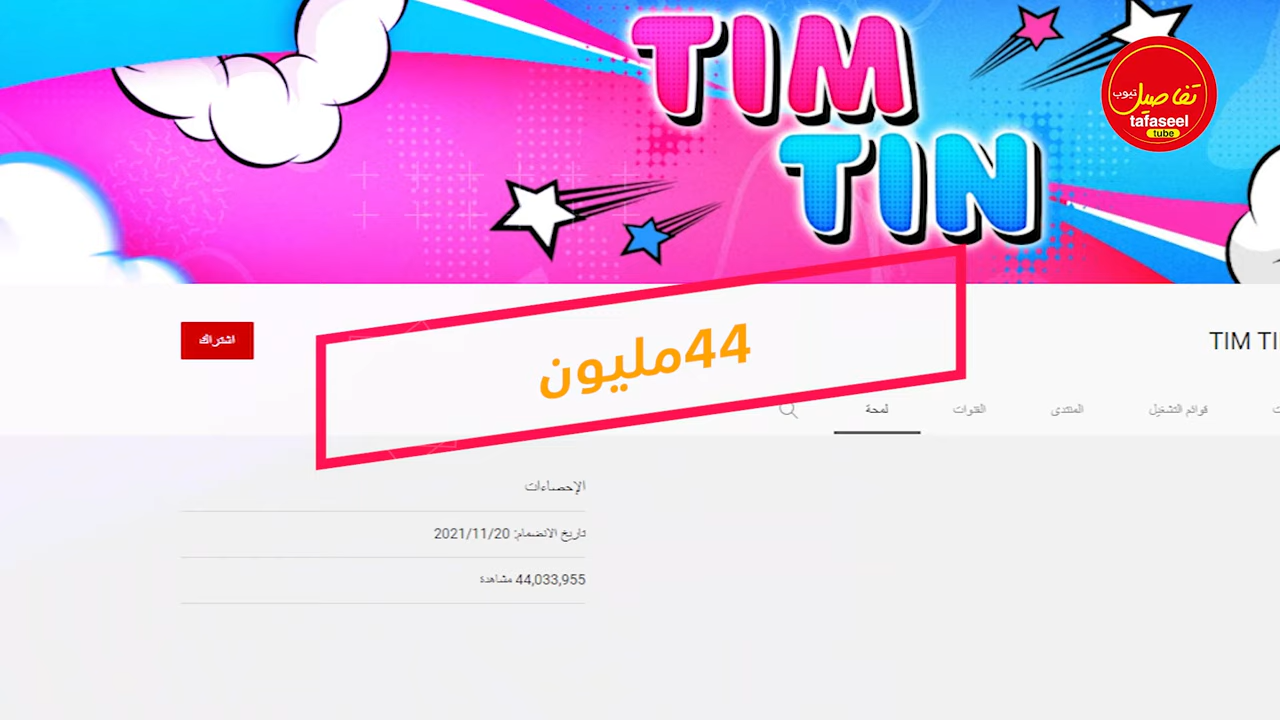 TIM
TIN
تفاصيل تيوب
tafaseel
tube
44مليون
TIM TI
اشتراك
قوائم التشغيل
المنتدى
القنوات
لمحة
الإحصاءات
تاريخ الانضمام: 2021/11/20
44,033,955 مشاهدة